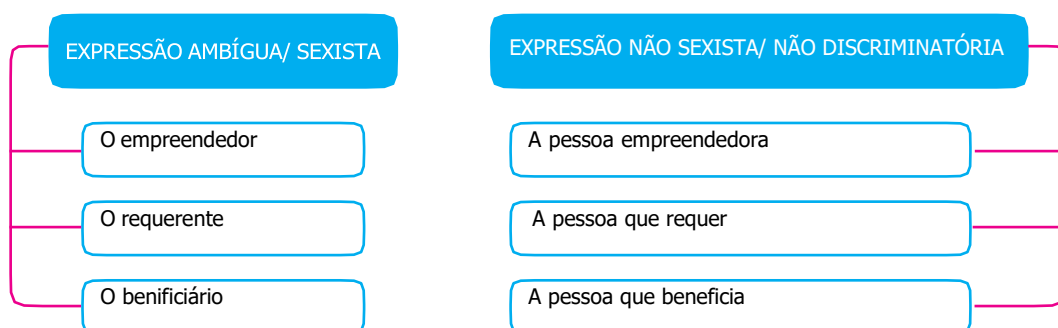 EXPRESSÃO AMBÍGUA/ SEXISTA
EXPRESSÃO NÃO SEXISTA/ NÃO DISCRIMINATÓRIA
O empreendedor
A pessoa empreendedora
O requerente
A pessoa que requer
O benificiário
A pessoa que beneficia